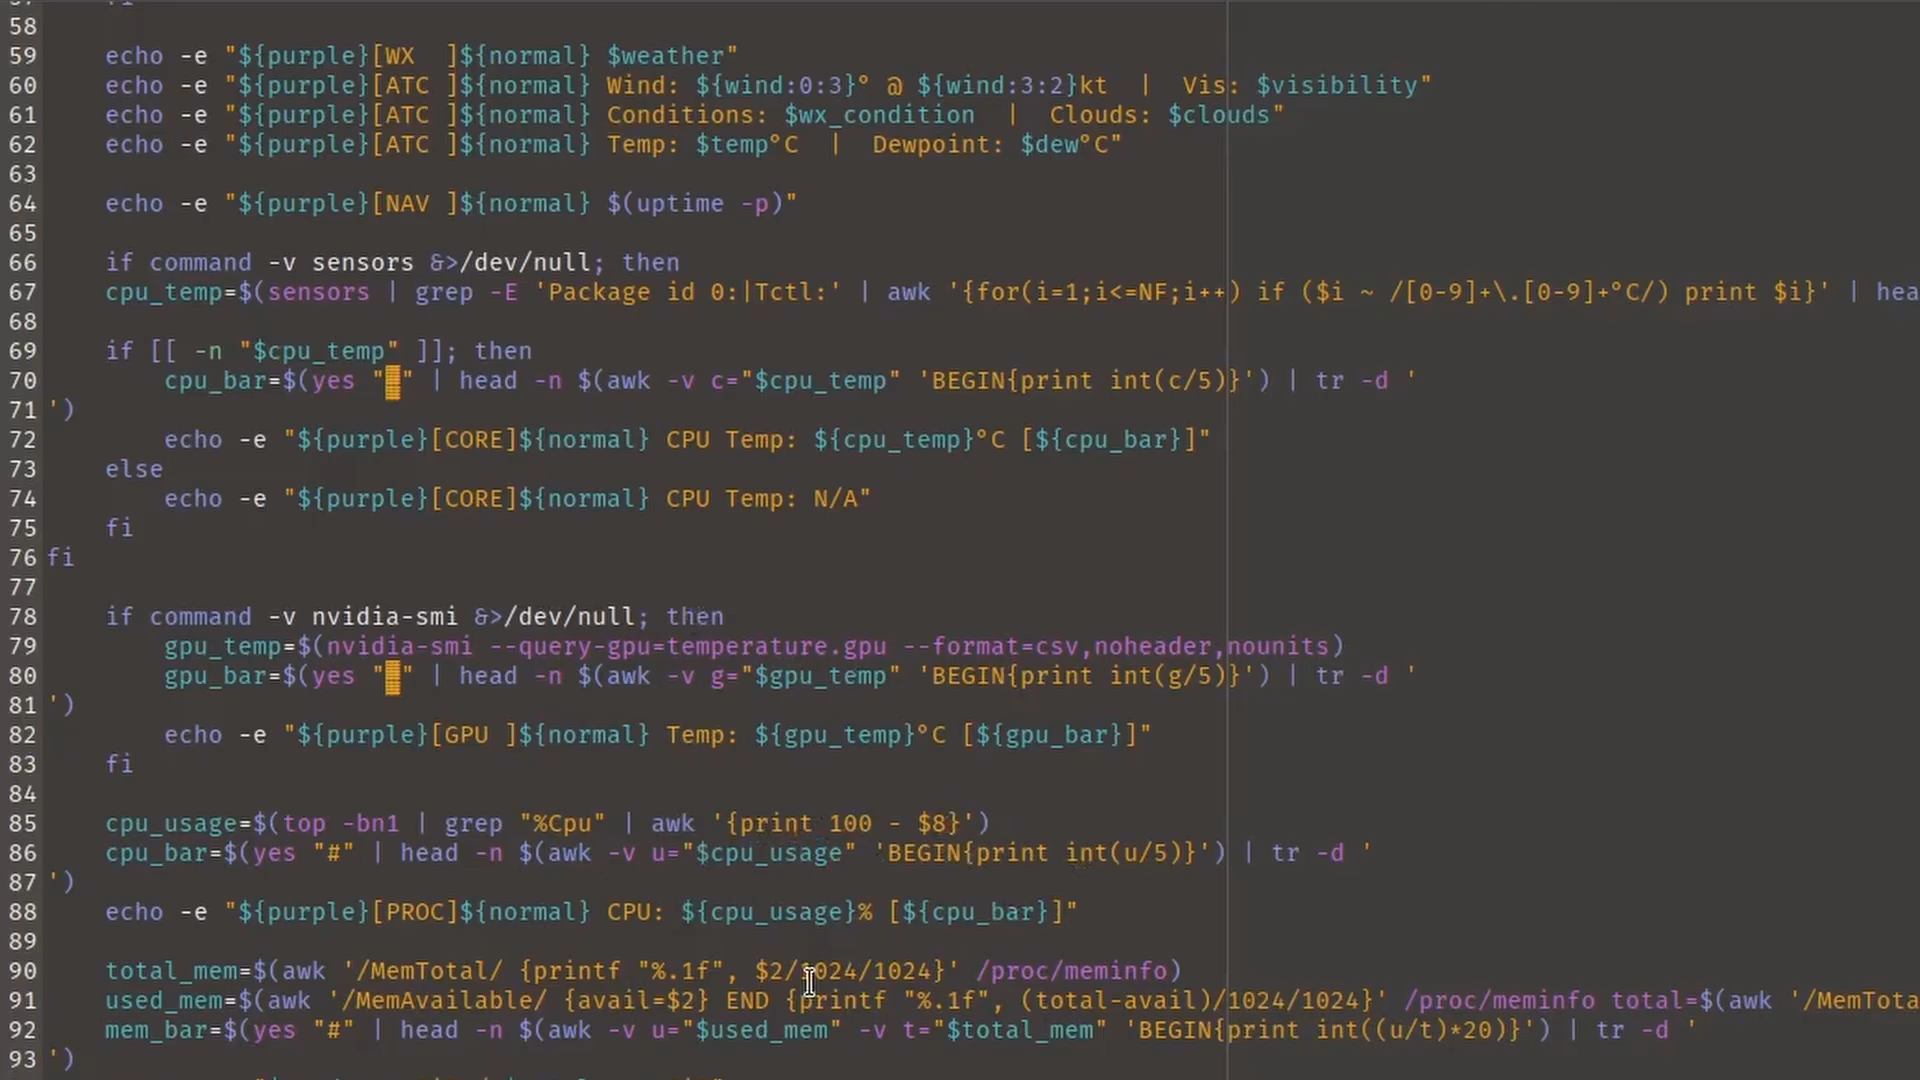 58
59     echo -e "${purple}[WX  ]${normal} $weather"
60     echo -e "${purple}[ATC ]${normal} Wind: ${wind:0:3}° @ ${wind:3:2}kt  |  Vis: $visibility"
61     echo -e "${purple}[ATC ]${normal} Conditions: $wx_condition  |  Clouds: $clouds"
62     echo -e "${purple}[ATC ]${normal} Temp: $temp°C  |  Dewpoint: $dew°C"
63
64     echo -e "${purple}[NAV ]${normal} $(uptime -p)"
65
66     if command -v sensors &>/dev/null; then
67     cpu_temp=$(sensors | grep -E 'Package id 0:|Tctl:' | awk '{for(i=1;i<=NF;i++) if ($i ~ /[0-9]+\.[0-9]+°C/) print $i}' | hea
68
69     if [[ -n "$cpu_temp" ]]; then
70         cpu_bar=$(yes "▓" | head -n $(awk -v c="$cpu_temp" 'BEGIN{print int(c/5)}') | tr -d '
71 ')
72         echo -e "${purple}[CORE]${normal} CPU Temp: ${cpu_temp}°C [${cpu_bar}]"
73     else
74         echo -e "${purple}[CORE]${normal} CPU Temp: N/A"
75     fi
76 fi
77
78     if command -v nvidia-smi &>/dev/null; then
79         gpu_temp=$(nvidia-smi --query-gpu=temperature.gpu --format=csv,noheader,nounits)
80         gpu_bar=$(yes "▓" | head -n $(awk -v g="$gpu_temp" 'BEGIN{print int(g/5)}') | tr -d '
81 ')
82         echo -e "${purple}[GPU ]${normal} Temp: ${gpu_temp}°C [${gpu_bar}]"
83     fi
84
85     cpu_usage=$(top -bn1 | grep "%Cpu" | awk '{print 100 - $8}')
86     cpu_bar=$(yes "#" | head -n $(awk -v u="$cpu_usage" 'BEGIN{print int(u/5)}') | tr -d '
87 ')
88     echo -e "${purple}[PROC]${normal} CPU: ${cpu_usage}% [${cpu_bar}]"
89
90     total_mem=$(awk '/MemTotal/ {printf "%.1f", $2/1024/1024}' /proc/meminfo)
91     used_mem=$(awk '/MemAvailable/ {avail=$2} END {printf "%.1f", (total-avail)/1024/1024}' /proc/meminfo total=$(awk '/MemTota
92     mem_bar=$(yes "#" | head -n $(awk -v u="$used_mem" -v t="$total_mem" 'BEGIN{print int((u/t)*20)}') | tr -d '
93 ')